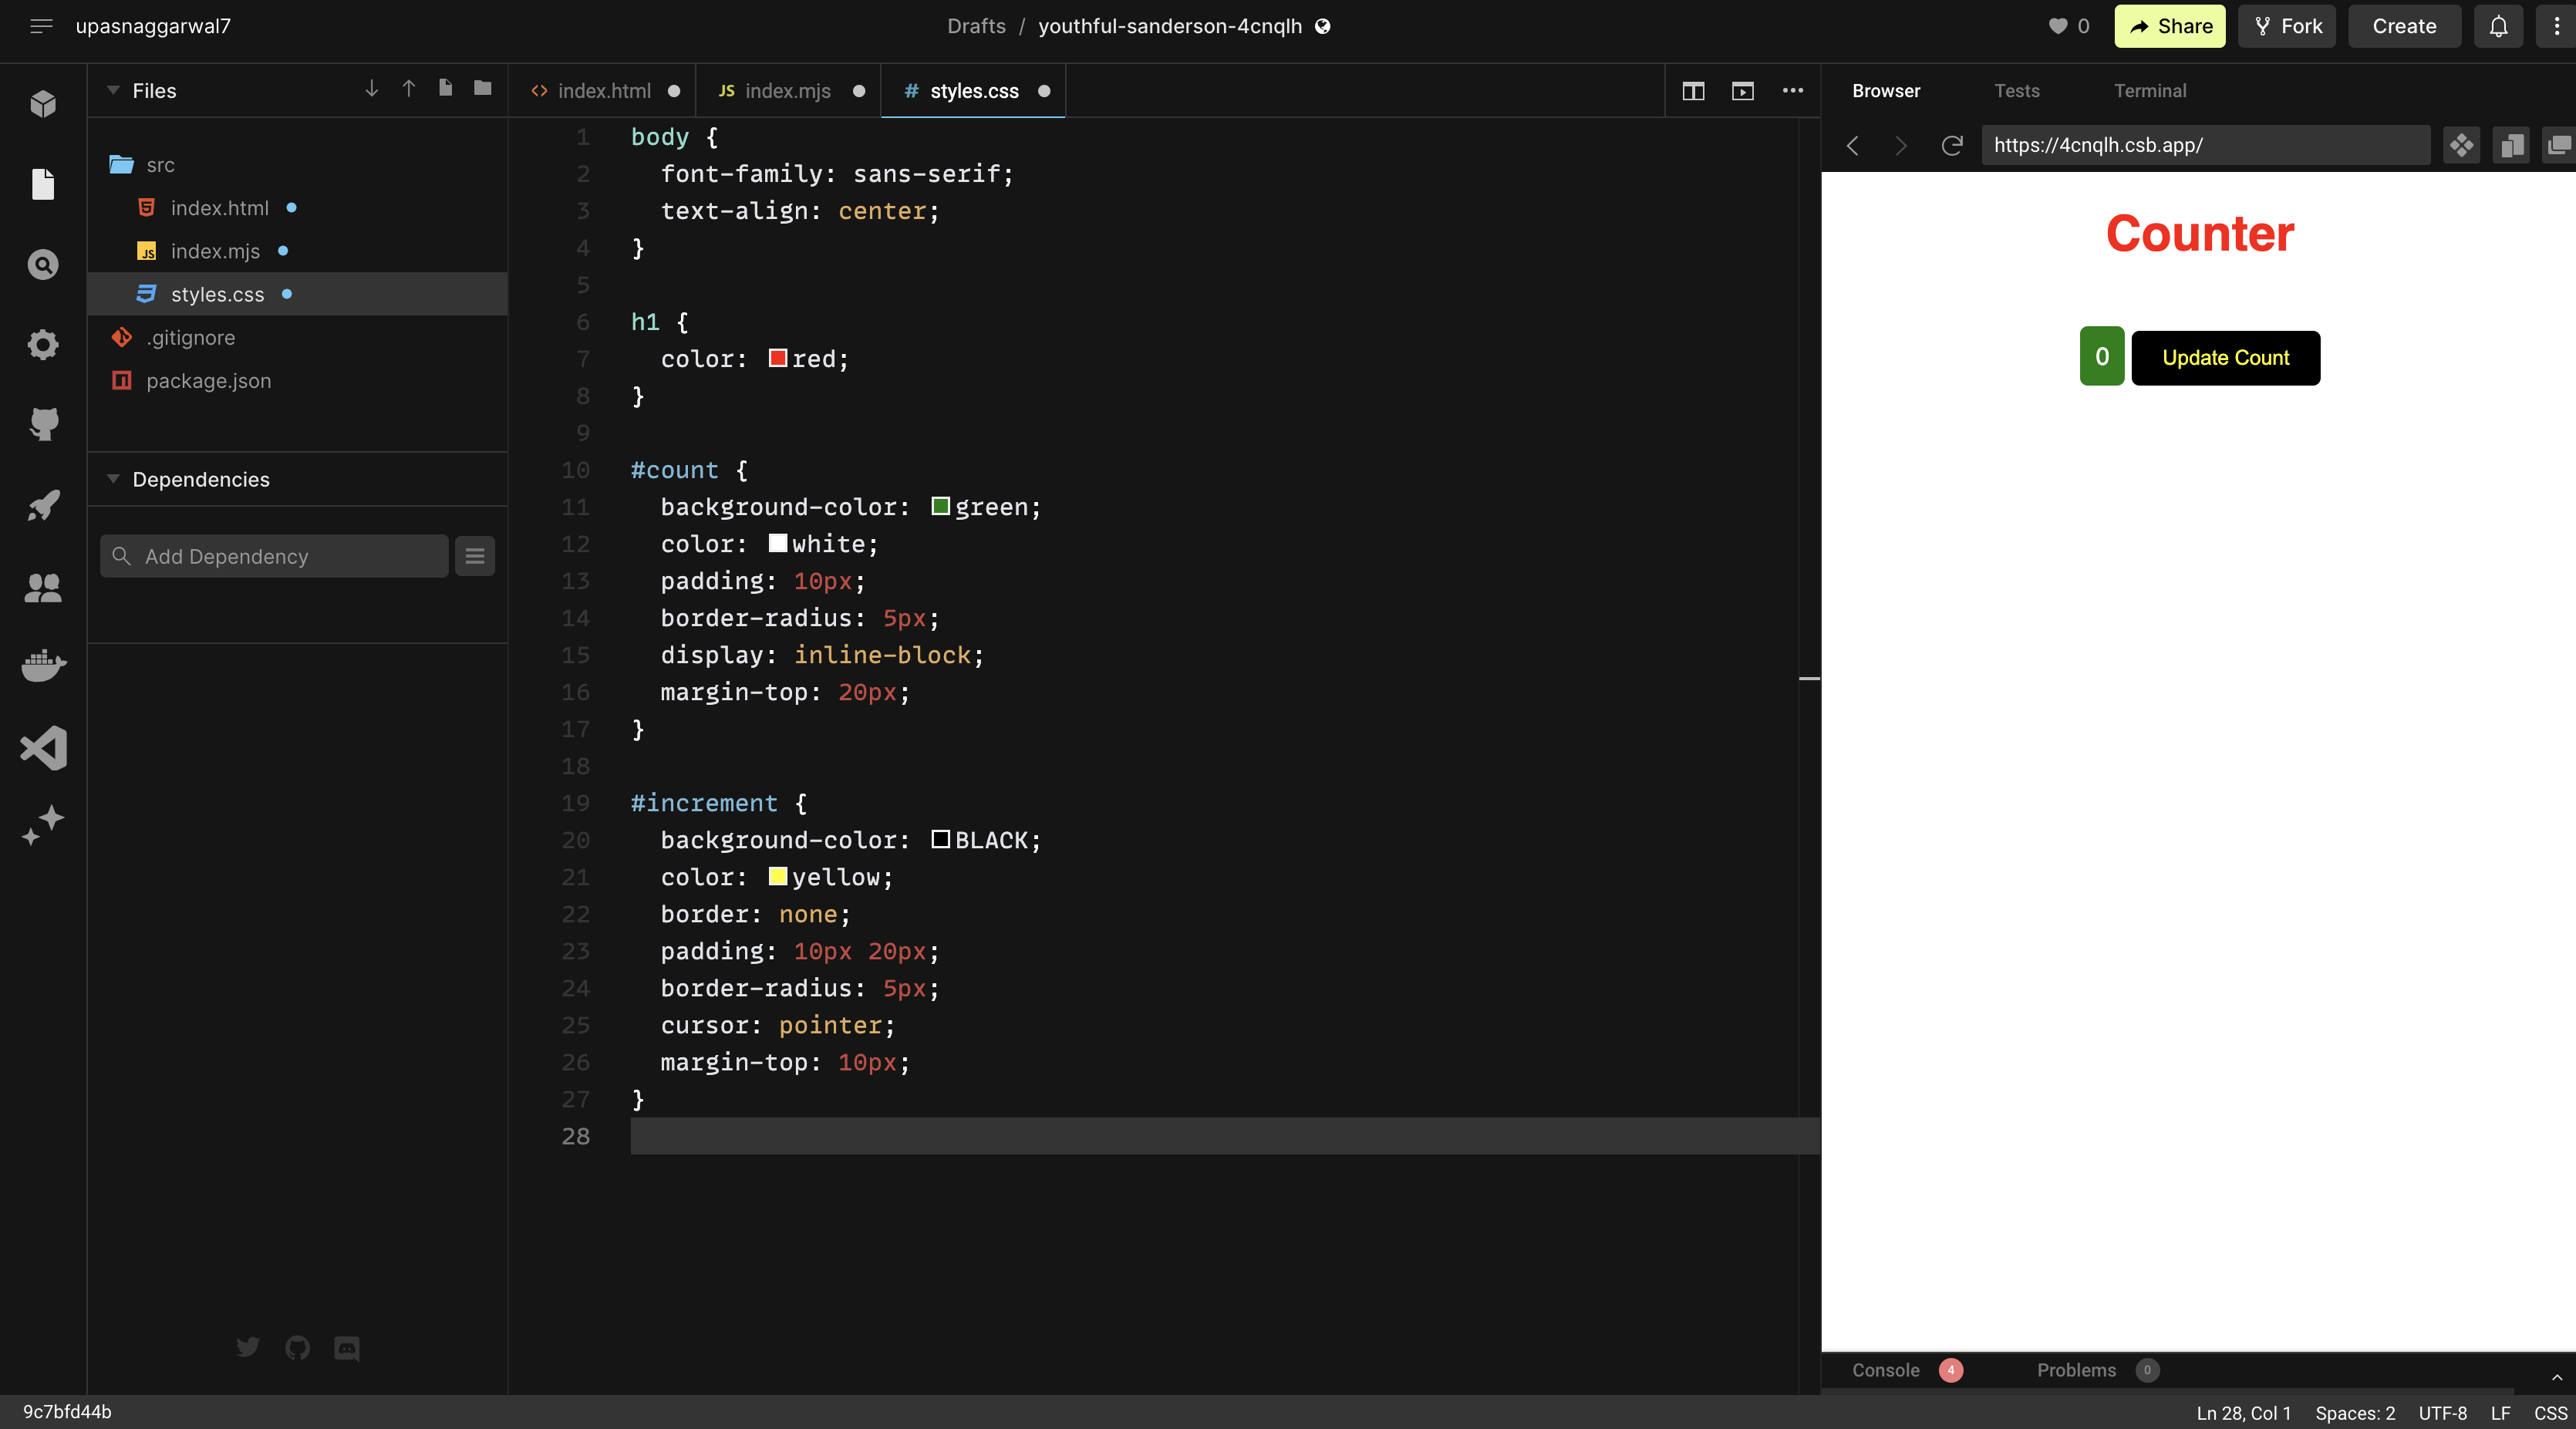 upasnaggarwal7
Drafts / youthful-sanderson-4cnqlh
0
Share
Fork
Create
Files
src
index.html
index.mjs
styles.css
.gitignore
package.json
Dependencies
Add Dependency
index.html
JS index.mjs
# styles.css
1 body {
2 font-family: sans-serif;
3 text-align: center;
4 }
5
6 h1 {
7 color: red;
8 }
9
10 #count {
11 background-color: green;
12 color: white;
13 padding: 10px;
14 border-radius: 5px;
15 display: inline-block;
16 margin-top: 20px;
17 }
18
19 #increment {
20 background-color: BLACK;
21 color: yellow;
22 border: none;
23 padding: 10px 20px;
24 border-radius: 5px;
25 cursor: pointer;
26 margin-top: 10px;
27 }
28
Browser Tests Terminal
https://4cnqlh.csb.app/
Counter
0 Update Count
Console 4 Problems 0
9c7bfd44b
Ln 28, Col 1 Spaces: 2 UTF-8 LF CSS